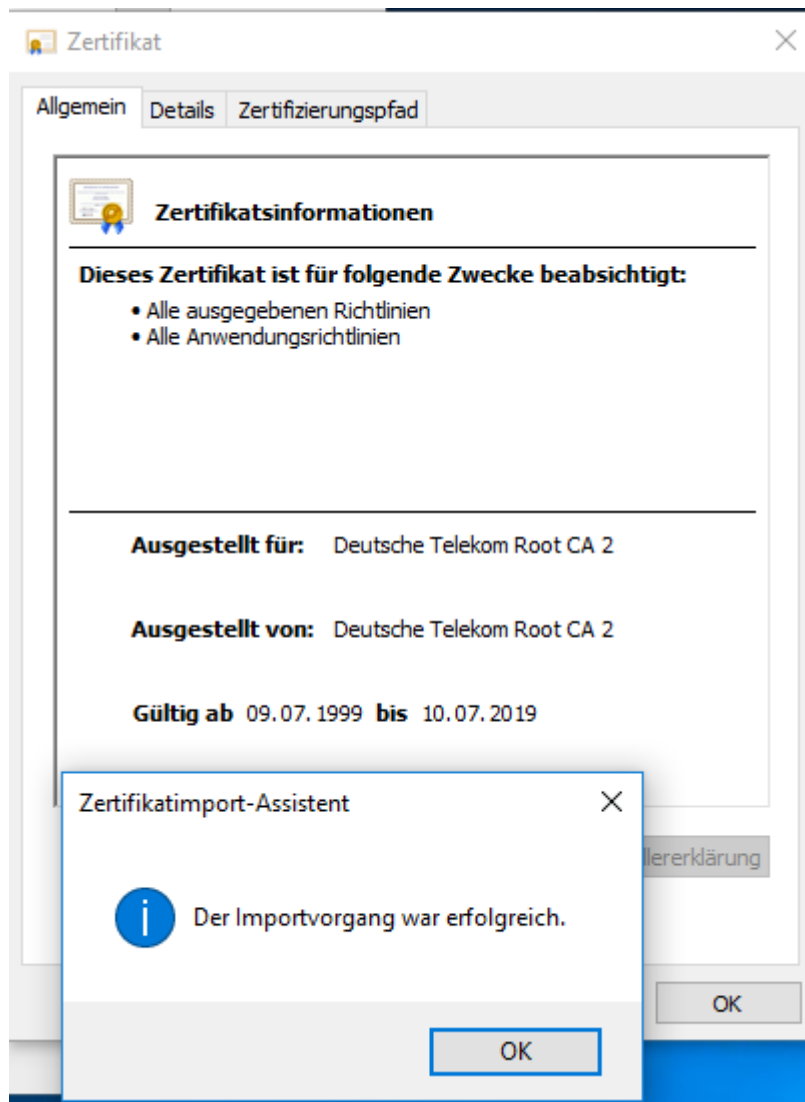 Zertifikat
Allgemein Details Zertifizierungspfad
Zertifikatsinformationen
Dieses Zertifikat ist für folgende Zwecke beabsichtigt:
• Alle ausgegebenen Richtlinien
• Alle Anwendungsrichtlinien
Ausgestellt für: Deutsche Telekom Root CA 2
Ausgestellt von: Deutsche Telekom Root CA 2
Gültig ab 09.07.1999 bis 10.07.2019
Zertifikatimport-Assistent
llererklärung
Der Importvorgang war erfolgreich.
OK
OK